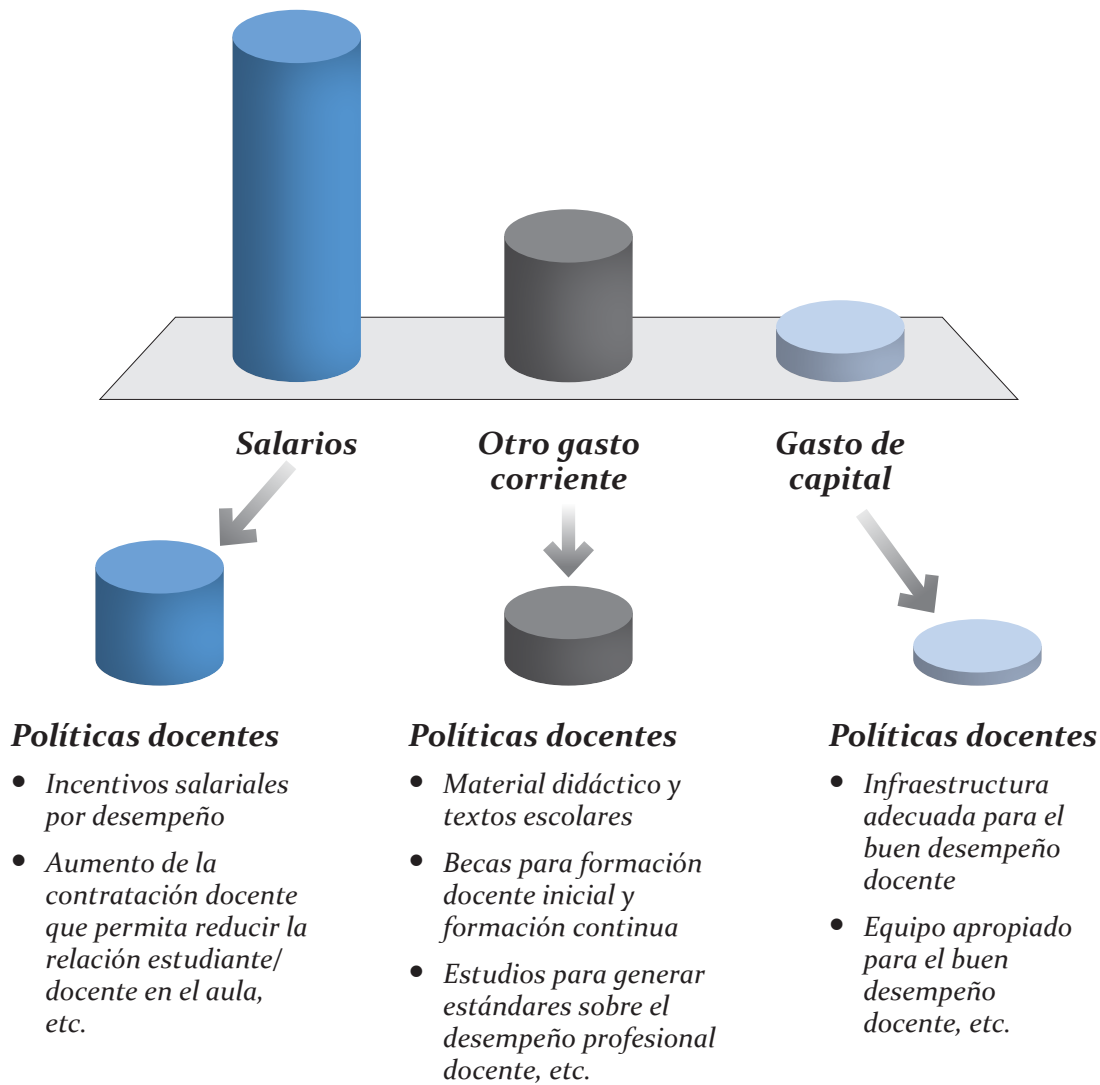 Salarios
Otro gasto
corriente
Gasto de
capital
Políticas docentes
• Incentivos salariales
por desempeño
• Aumento de la
contratación docente
que permita reducir la
relación estudiante/
docente en el aula,
etc.
Políticas docentes
• Material didáctico y
textos escolares
• Becas para formación
docente inicial y
formación continua
• Estudios para generar
estándares sobre el
desempeño profesional
docente, etc.
Políticas docentes
• Infraestructura
adecuada para el
buen desempeño
docente
• Equipo apropiado
para el buen
desempeño
docente, etc.